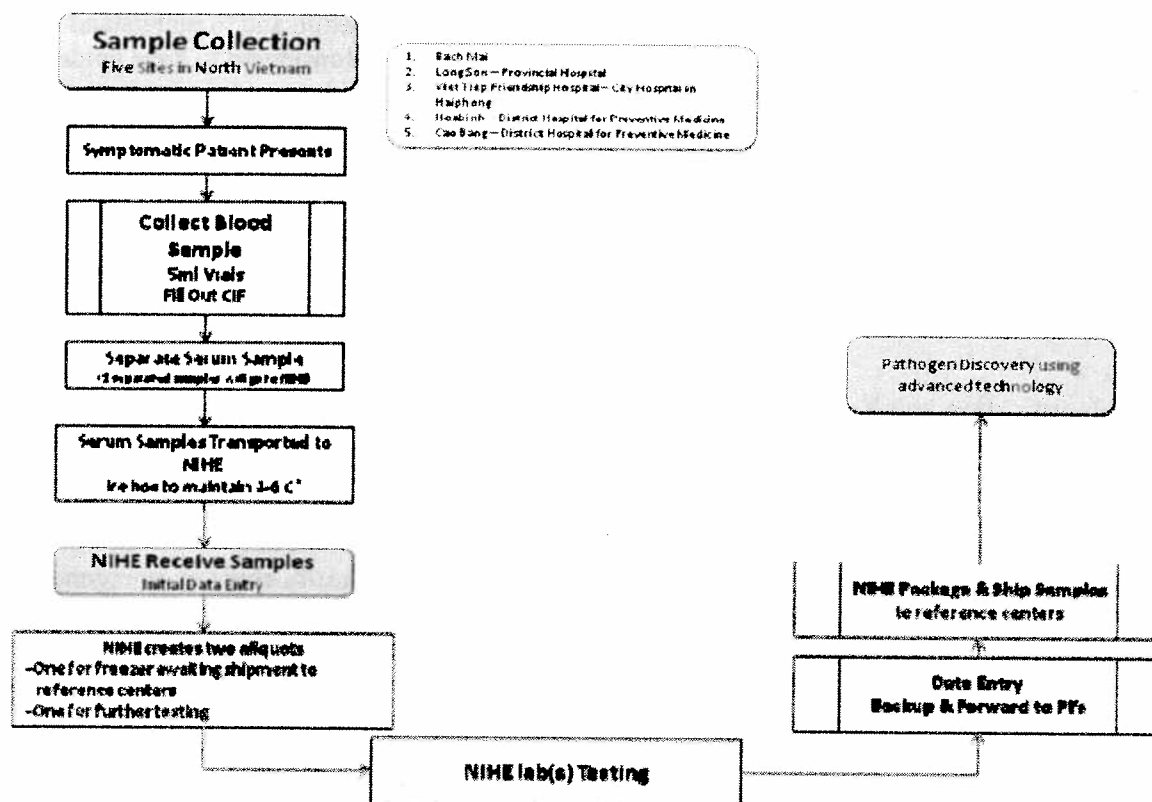 Sample Collection
Five Sites in North Vietnam
1. Bach Mai
2. LongSon – Provincial Hospital
3. Viet Tiep Friendship Hospital – City Hospital in
Haiphong
4. Hoabinh – District Hospital for Preventive Medicine
5. Cao Bang – District Hospital for Preventive Medicine
Symptomatic Patient Presents
Collect Blood
Sample
5ml Vials
Fill Out CIF
Separate Serum Sample
Serum Samples Transported to
NIHE
Ice box to maintain
NIHE Receive Samples
Initial Data Entry
NIHE creates two aliquots
-One for freezer awaiting shipment to
reference centers
-One for further testing
NIHE lab(s) Testing
Data Entry
Backup & Forward to PI's
NIHE Package & Ship Samples
to reference centers
Pathogen Discovery using
advanced technology